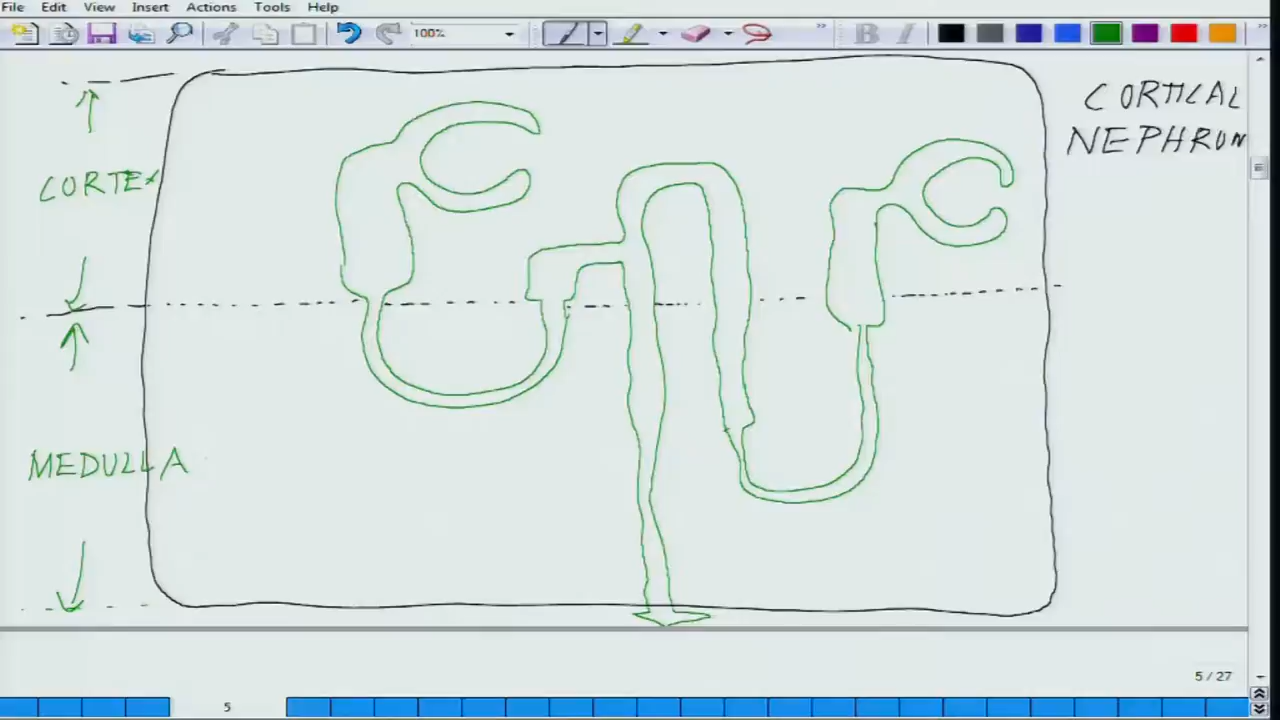 File Edit View Insert Actions Tools Help
100%
B I
CORTICAL
NEPHRON
CORTEX
MEDULLA
5 / 27
5